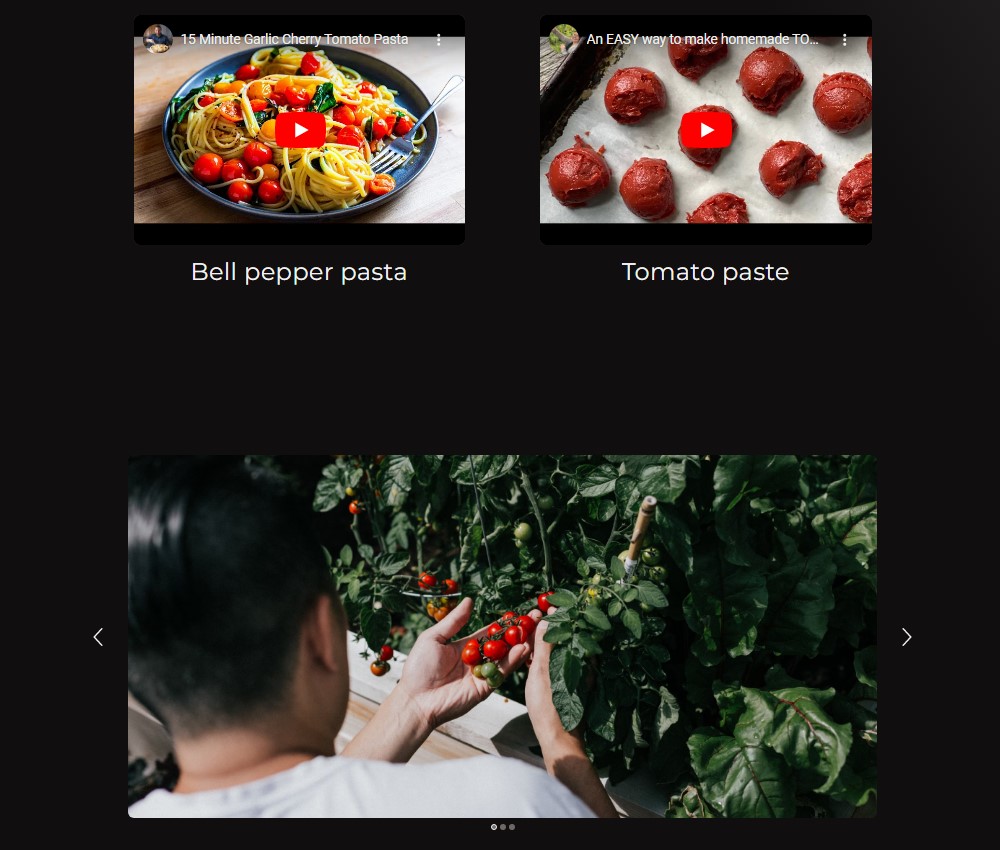 15 Minute Garlic Cherry Tomato Pasta
An EASY way to make homemade TO...
Bell pepper pasta
Tomato paste